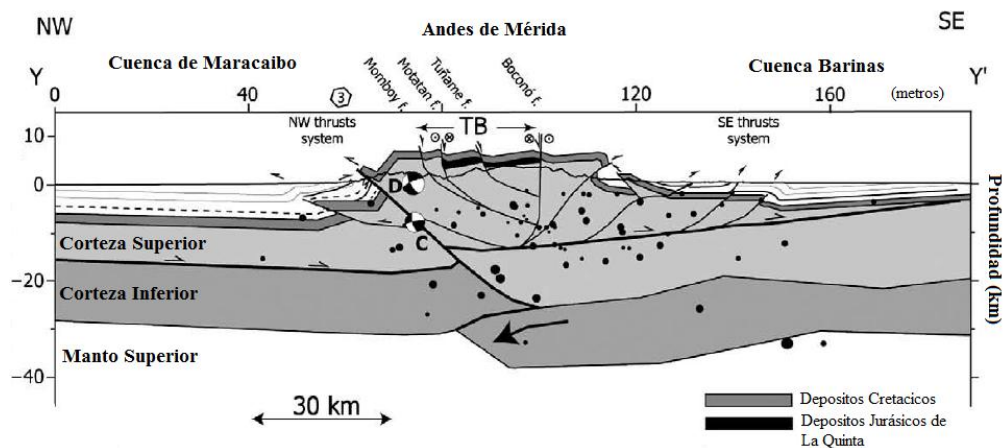 NW
Andes de Mérida
SE
Cuenca de Maracaibo
Momboy f.
Motatan f.
Tuñame f.
Boconó f.
Cuenca Barinas
Y
Y'
(metros)
0
40
3
120
160
NW thrusts
system
TB
SE thrusts
system
10
0
−20
−40
D
C
Corteza Superior
Corteza Inferior
Manto Superior
Profundidad (km)
30 km
Depositos Cretacicos
Depositos Jurásicos de
La Quinta